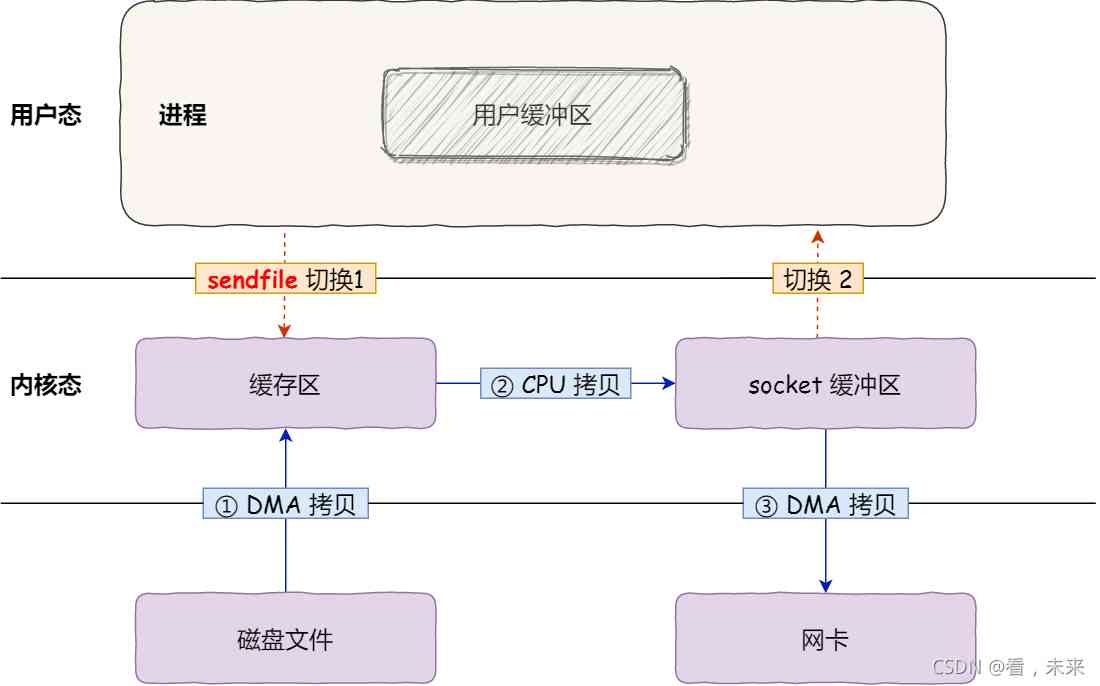 用户态
进程
用户缓冲区
sendfile 切换1
切换 2
内核态
缓存区
② CPU 拷贝
socket 缓冲区
① DMA 拷贝
③ DMA 拷贝
磁盘文件
网卡
CSDN @看，未来